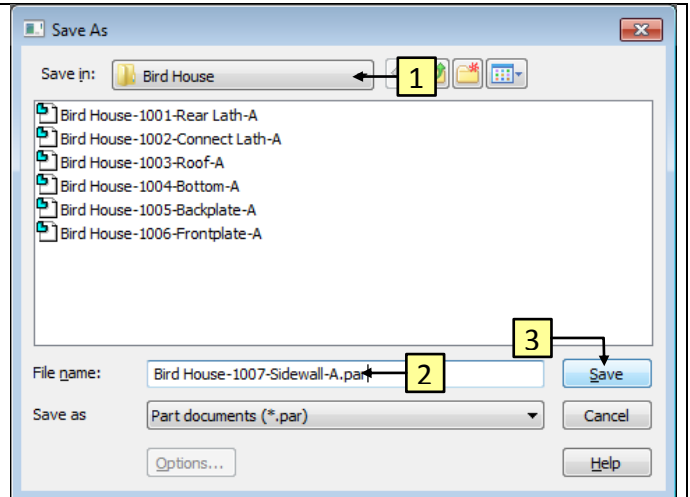 Save As
Save in: Bird House 1
Bird House-1001-Rear Lath-A
Bird House-1002-Connect Lath-A
Bird House-1003-Roof-A
Bird House-1004-Bottom-A
Bird House-1005-Backplate-A
Bird House-1006-Frontplate-A
3
File name: Bird House-1007-Sidewall-A.par 2 Save
Save as Part documents (*.par) Cancel
Options... Help